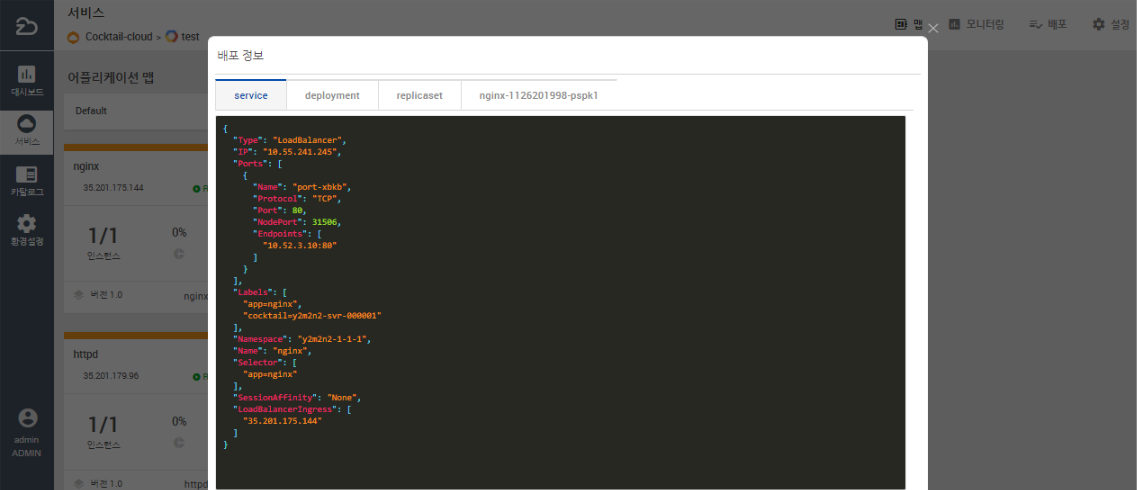 서비스
Cocktail-cloud > test
맵
모니터링
배포
설정
대시보드
서비스
카탈로그
환경설정
admin
ADMIN
어플리케이션 맵
Default
nginx
35.201.175.144
1/1
0%
인스턴스
버전 1.0
nginx
httpd
35.201.179.96
1/1
0%
인스턴스
버전 1.0
httpd
배포 정보
service
deployment
replicaset
nginx-1126201998-pspk1
{
"Type": "LoadBalancer",
"IP": "10.55.241.245",
"Ports": [
{
"Name": "port-xbkb",
"Protocol": "TCP",
"Port": 80,
"NodePort": 31506,
"Endpoints": [
"10.52.3.10:80"
]
}
],
"Labels": [
"app=nginx",
"cocktail=y2m2n2-svr-000001"
],
"Namespace": "y2m2n2-1-1-1",
"Name": "nginx",
"Selector": [
"app=nginx"
],
"SessionAffinity": "None",
"LoadBalancerIngress": [
"35.201.175.144"
]
}